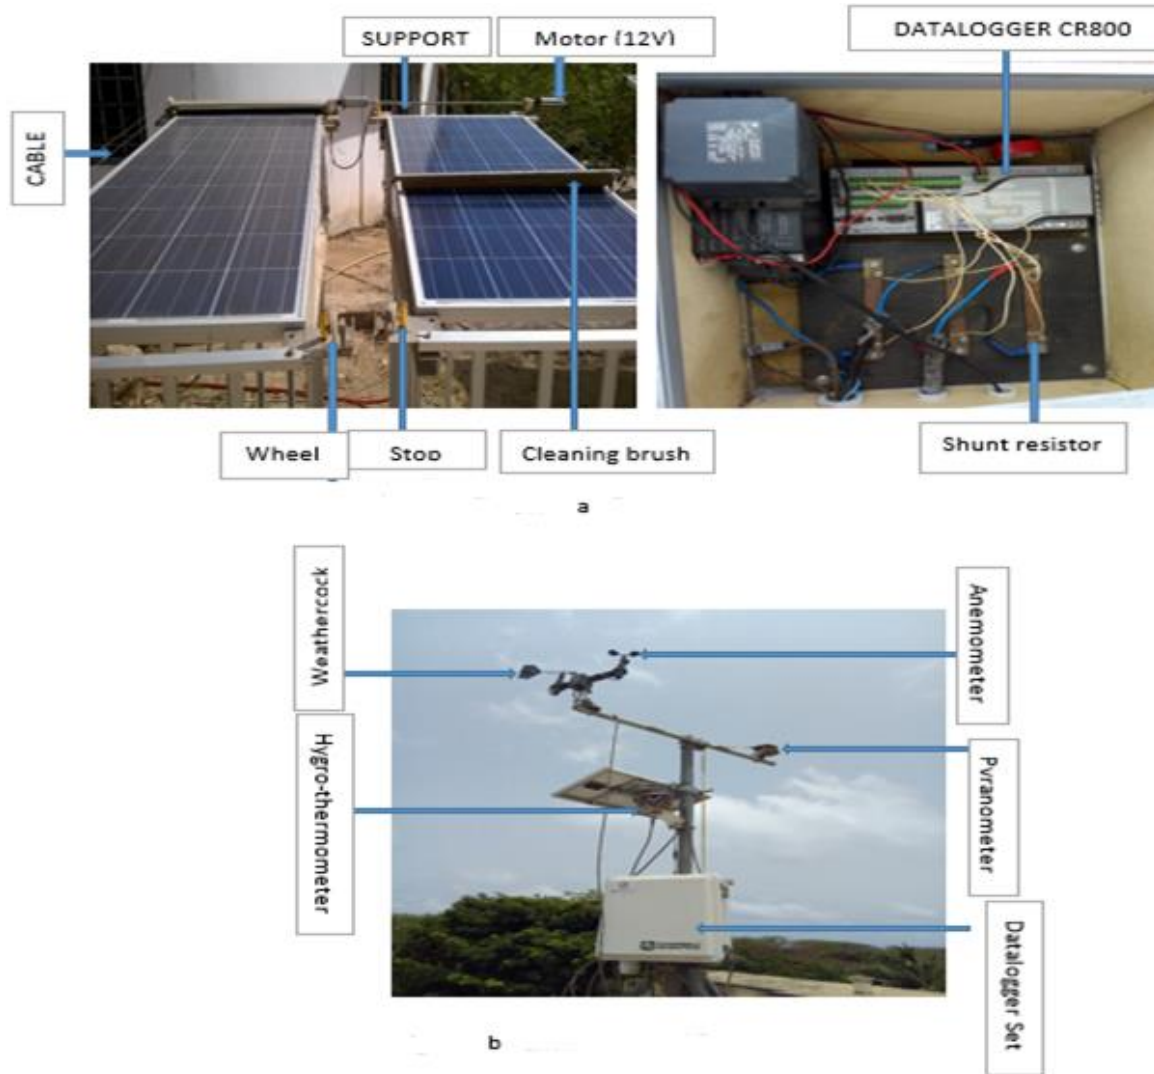 SUPPORT
Motor (12V)
DATALOGGER CR800
CABLE
Wheel
Stop
Cleaning brush
Shunt resistor
a
Weathercock
Anemometer
Hygro-thermometer
Pyranometer
Datalogger Set
b